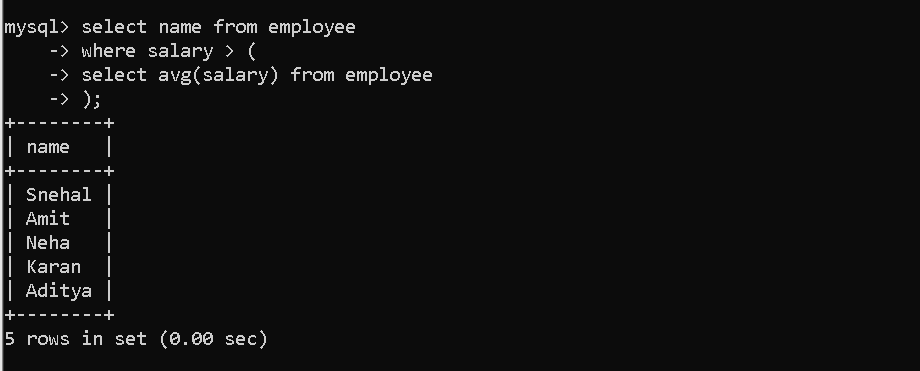 mysql> select name from employee
    -> where salary > (
    -> select avg(salary) from employee
    -> );
+--------+
| name   |
+--------+
| Snehal |
| Amit   |
| Neha   |
| Karan  |
| Aditya |
+--------+
5 rows in set (0.00 sec)